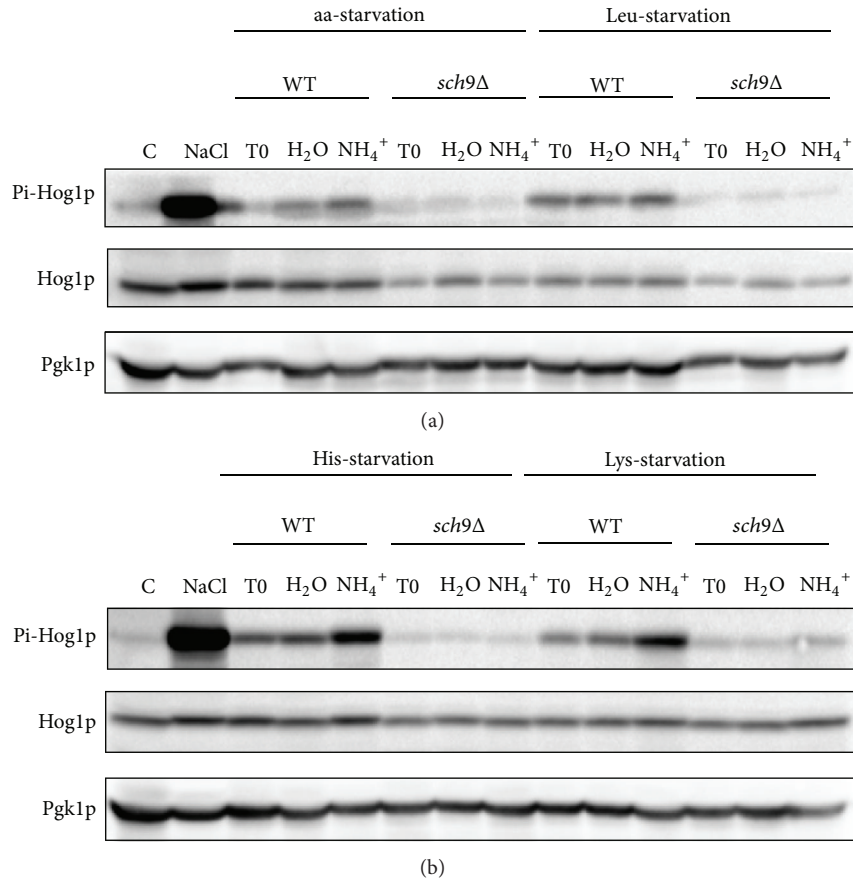 aa-starvation Leu-starvation
WT sch9Δ WT sch9Δ
C NaCl T0 H₂O NH₄⁺ T0 H₂O NH₄⁺ T0 H₂O NH₄⁺ T0 H₂O NH₄⁺
Pi-Hog1p
Hog1p
Pgk1p
(a)
His-starvation Lys-starvation
WT sch9Δ WT sch9Δ
C NaCl T0 H₂O NH₄⁺ T0 H₂O NH₄⁺ T0 H₂O NH₄⁺ T0 H₂O NH₄⁺
Pi-Hog1p
Hog1p
Pgk1p
(b)